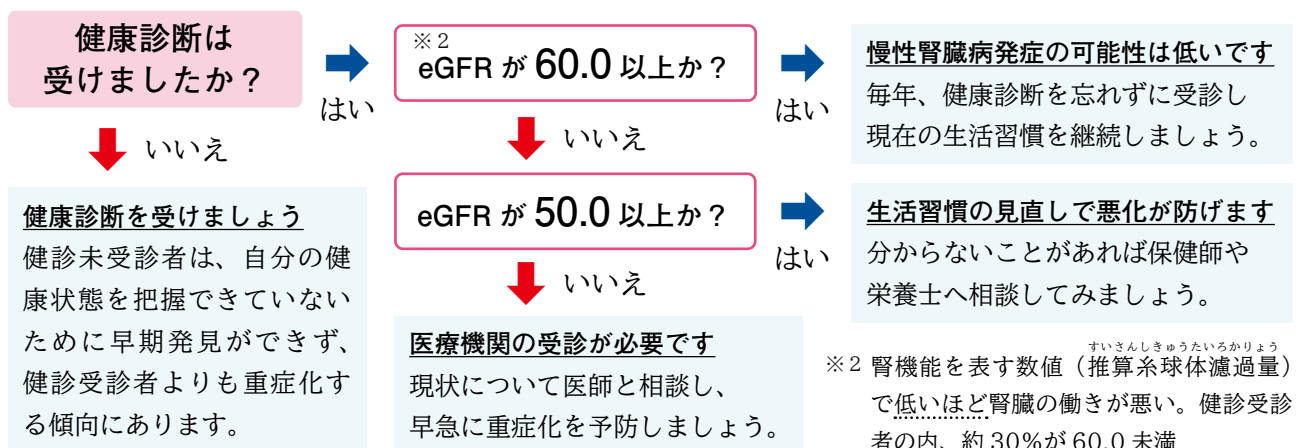 健康診断は
受けましたか？
はい
いいえ
健康診断を受けましょう
健診未受診者は、自分の健
康状態を把握できていない
ために早期発見ができず、
健診受診者よりも重症化す
る傾向にあります。
※2
eGFR が 60.0 以上か？
はい
いいえ
慢性腎臓病発症の可能性は低いです
毎年、健康診断を忘れずに受診し
現在の生活習慣を継続しましょう。
eGFR が 50.0 以上か？
はい
いいえ
生活習慣の見直しで悪化が防げます
分からないことがあれば保健師や
栄養士へ相談してみましょう。
医療機関の受診が必要です
現状について医師と相談し、
早急に重症化を予防しましょう。
すいさんしきゅうたいろかりょう
※2 腎機能を表す数値（推算糸球体濾過量）
で低いほど腎臓の働きが悪い。健診受診
者の内、約 30%が 60.0 未満